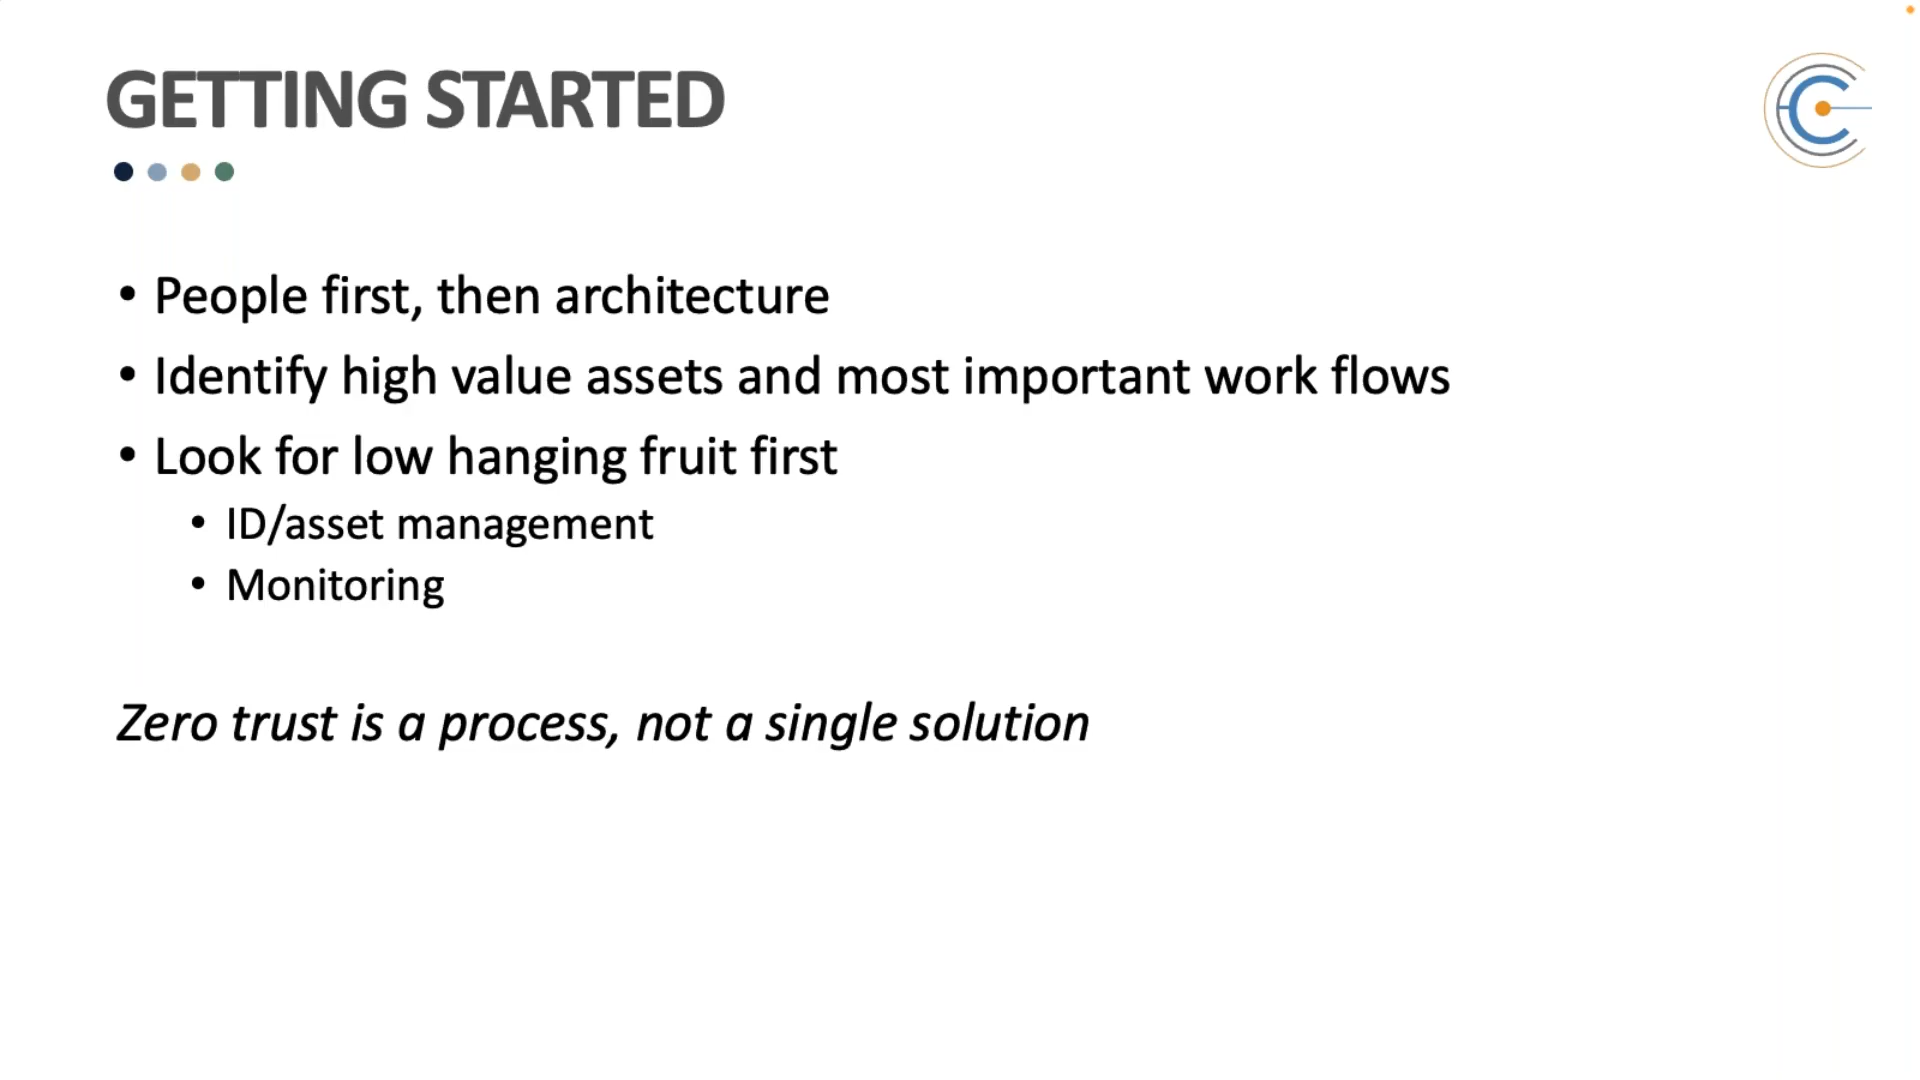 GETTING STARTED
• People first, then architecture
• Identify high value assets and most important work flows
• Look for low hanging fruit first
• ID/asset management
• Monitoring
Zero trust is a process, not a single solution